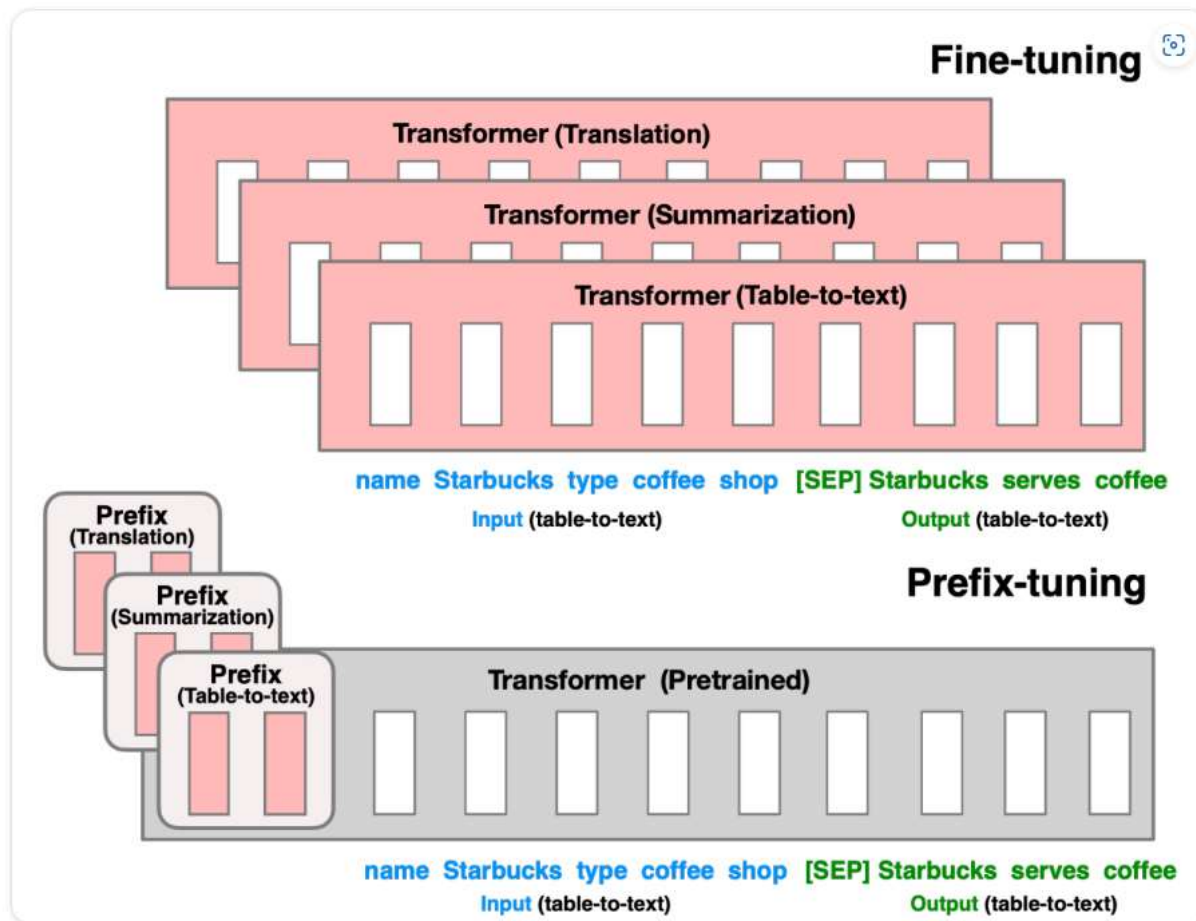 Fine-tuning
Transformer (Translation)
Transformer (Summarization)
Transformer (Table-to-text)
name Starbucks type coffee shop [SEP] Starbucks serves coffee
Input (table-to-text) Output (table-to-text)
Prefix
(Translation)
Prefix-tuning
Prefix
(Summarization)
Prefix
(Table-to-text)
Transformer (Pretrained)
name Starbucks type coffee shop [SEP] Starbucks serves coffee
Input (table-to-text) Output (table-to-text)